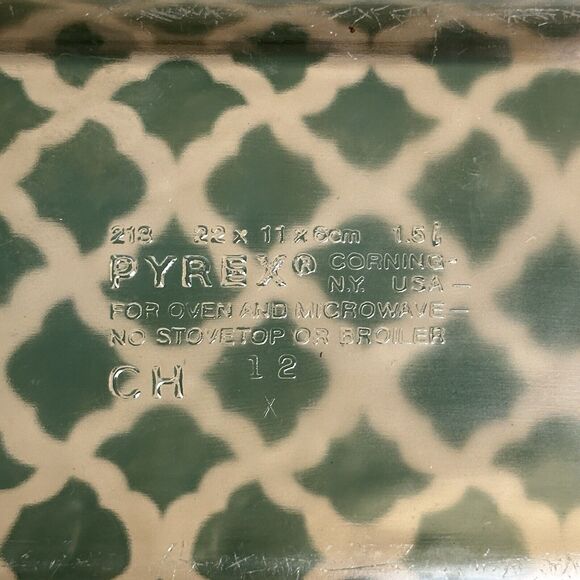 213 22 x 11 x 6cm 1.5 l
PYREX® CORNING-
N.Y. USA-
FOR OVEN AND MICROWAVE-
NO STOVETOP OR BROILER
CH 12
X